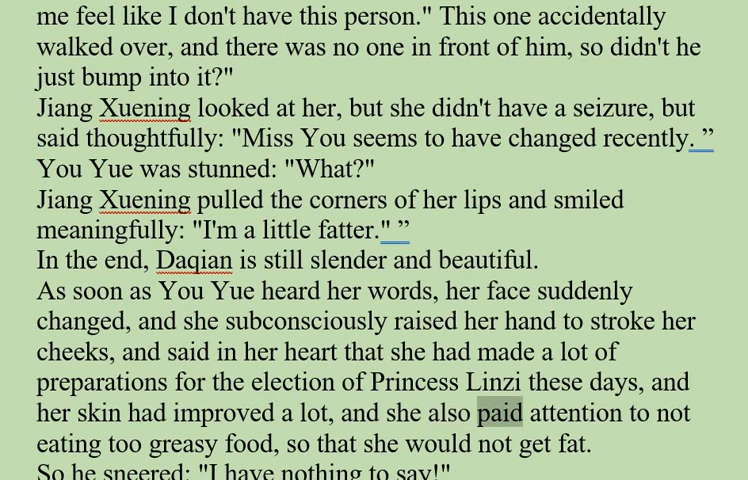 me feel like I don't have this person." This one accidentally
walked over, and there was no one in front of him, so didn't he
just bump into it?"
Jiang Xuening looked at her, but she didn't have a seizure, but
said thoughtfully: "Miss You seems to have changed recently. ”
You Yue was stunned: "What?"
Jiang Xuening pulled the corners of her lips and smiled
meaningfully: "I'm a little fatter." ”
In the end, Daqian is still slender and beautiful.
As soon as You Yue heard her words, her face suddenly
changed, and she subconsciously raised her hand to stroke her
cheeks, and said in her heart that she had made a lot of
preparations for the election of Princess Linzi these days, and
her skin had improved a lot, and she also paid attention to not
eating too greasy food, so that she would not get fat.
So he sneered: "I have nothing to say!"